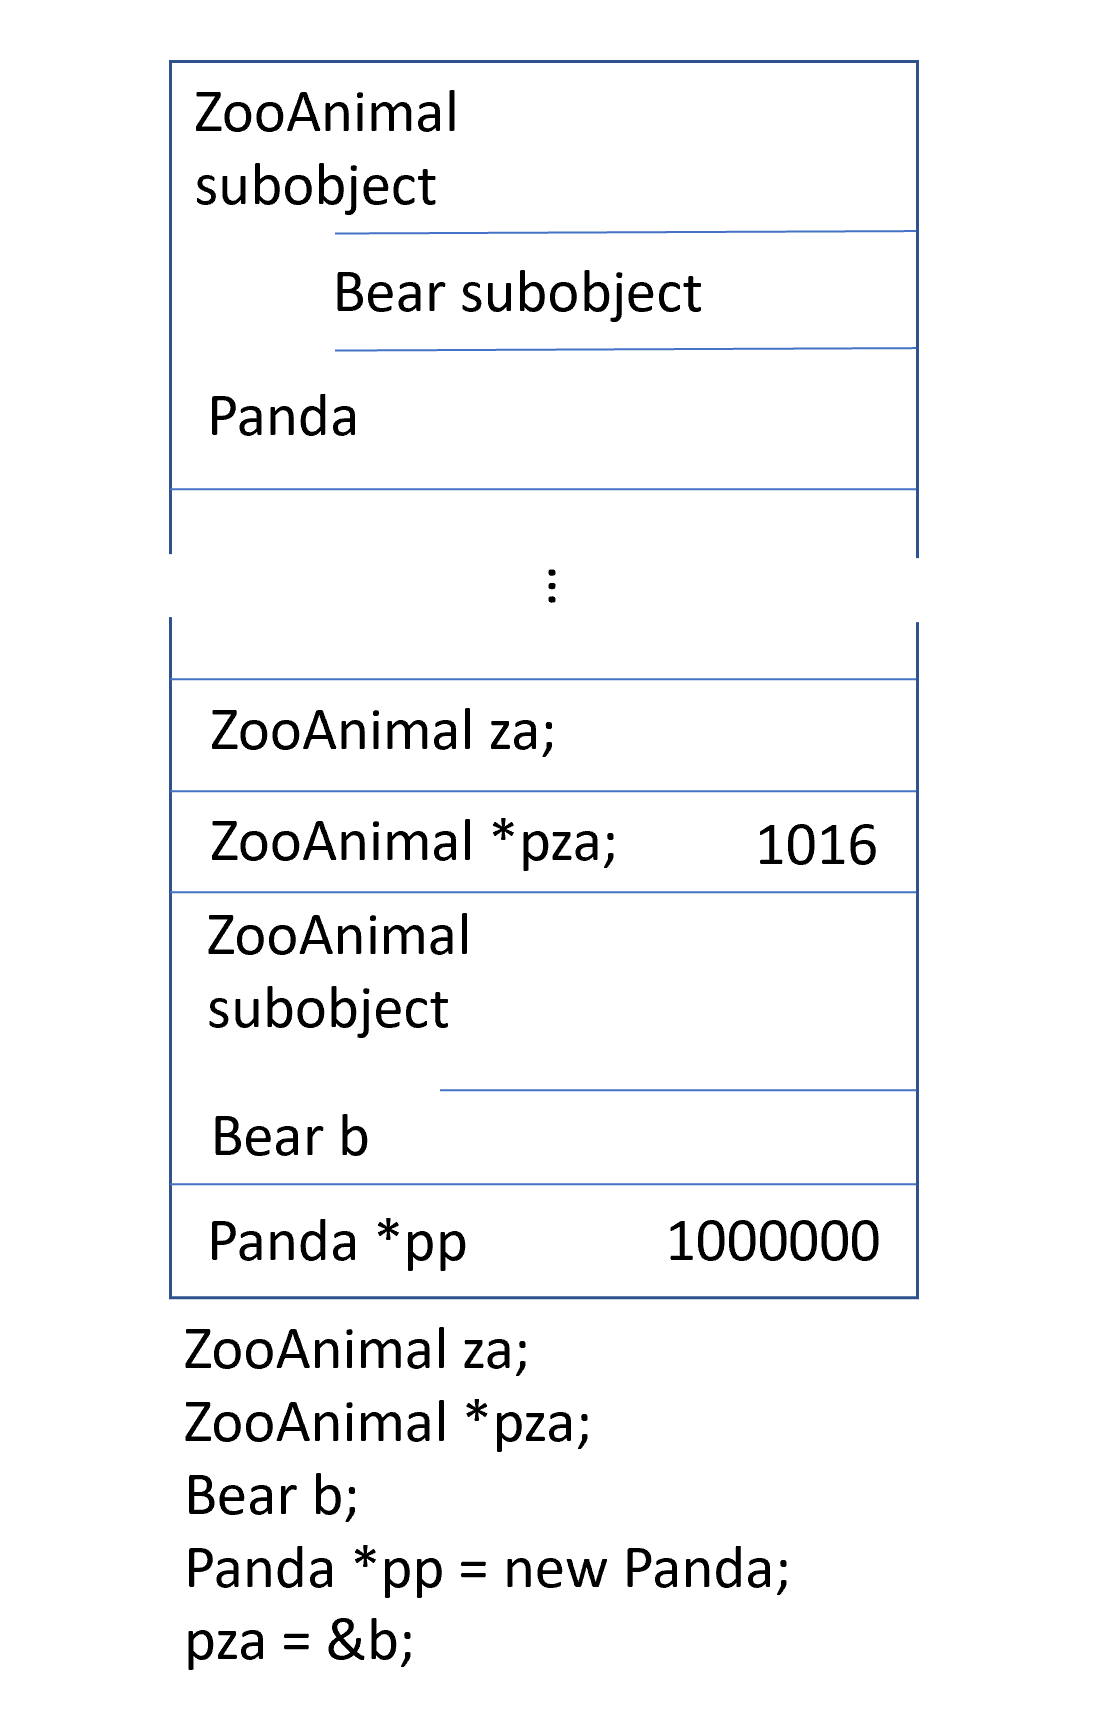 ZooAnimal
subobject
Bear subobject
Panda
⋮
ZooAnimal za;
ZooAnimal *pza; 1016
ZooAnimal
subobject
Bear b
Panda *pp 1000000
ZooAnimal za;
ZooAnimal *pza;
Bear b;
Panda *pp = new Panda;
pza = &b;